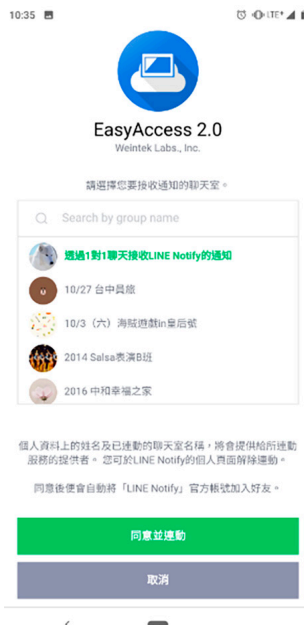 10:35 LTE+
EasyAccess 2.0
Weintek Labs., Inc.
請選擇您要接收通知的聊天室。
Search by group name
透過1對1聊天接收LINE Notify的通知
10/27 台中員旅
10/3（六）海賊遊戲in皇后號
2014 Salsa表演B班
2016 中和幸福之家
個人資料上的姓名及已連動的聊天室名稱，將會提供給所連動
服務的提供者。 您可於LINE Notify的個人頁面解除連動。
同意後便會自動將「LINE Notify」官方帳號加入好友。
同意並連動
取消